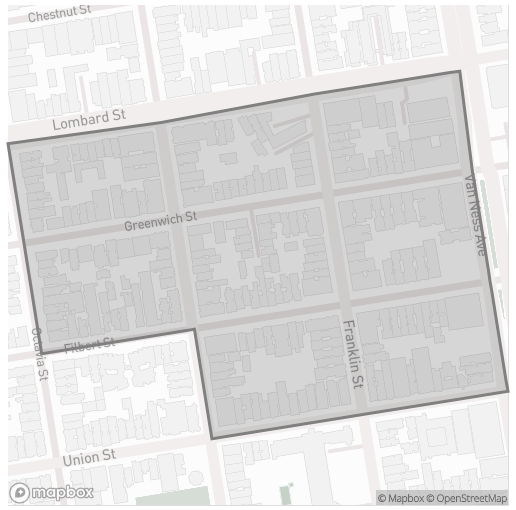 Chestnut St
Lombard St
Greenwich St
Van Ness Ave
Octavia St
Filbert St
Franklin St
Union St
mapbox
© Mapbox © OpenStreetMap